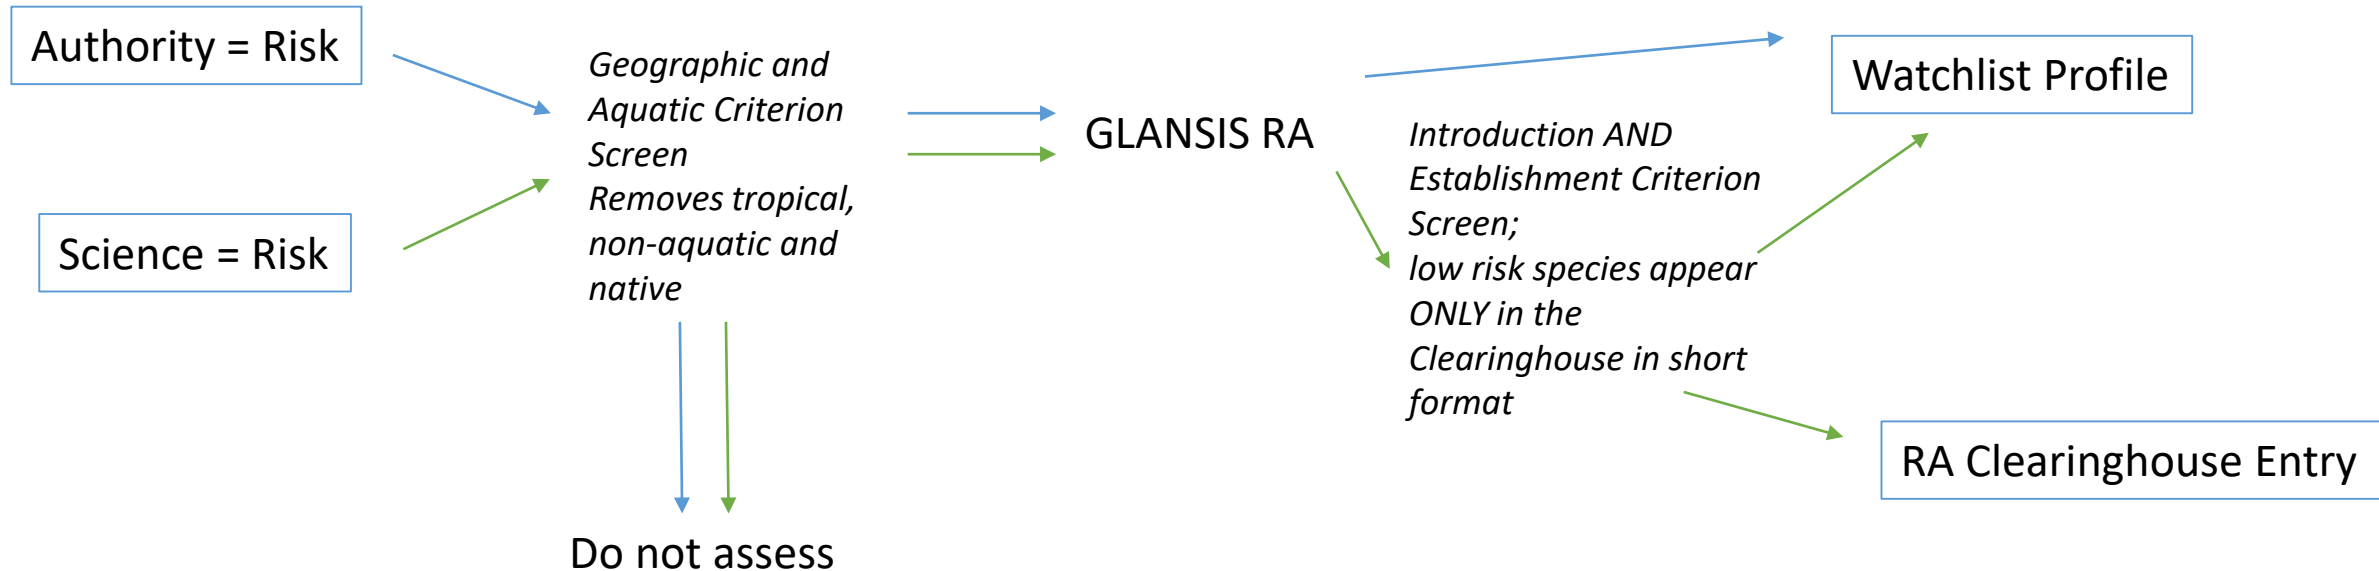 Authority = Risk
Science = Risk
Geographic and
Aquatic Criterion
Screen
Removes tropical,
non-aquatic and
native
Do not assess
GLANSIS RA
Introduction AND
Establishment Criterion
Screen;
low risk species appear
ONLY in the
Clearinghouse in short
format
Watchlist Profile
RA Clearinghouse Entry